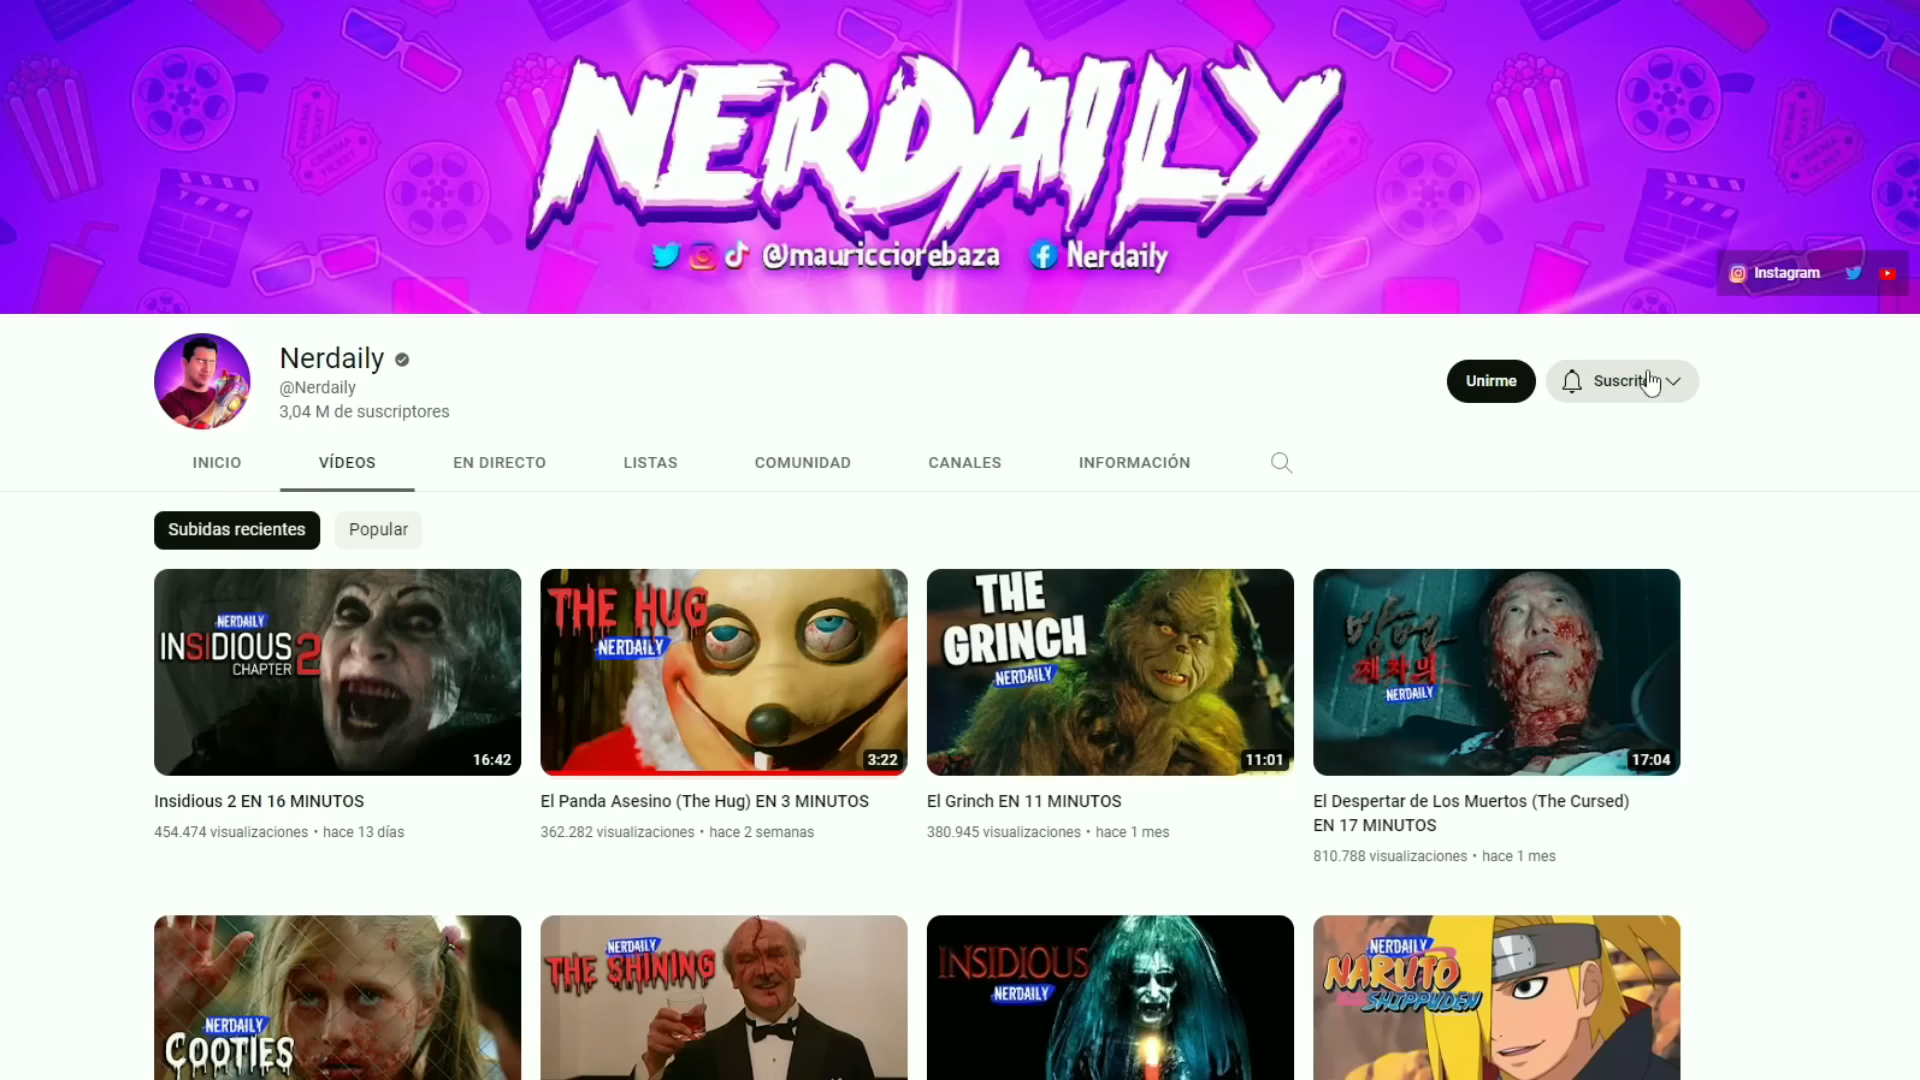 NERDAILY
@mauricciorebaza Nerdaily
Instagram
Nerdaily
@Nerdaily
3,04 M de suscriptores
Unirme
INICIO VÍDEOS EN DIRECTO LISTAS COMUNIDAD CANALES INFORMACIÓN
Subidas recientes Popular
NERDAILY
INSIDIOUS 2
CHAPTER
16:42
THE HUG
NERDAILY
3:22
THE
GRINCH
NERDAILY
11:01
NERDAILY
17:04
Insidious 2 EN 16 MINUTOS
454.474 visualizaciones • hace 13 días
El Panda Asesino (The Hug) EN 3 MINUTOS
362.282 visualizaciones • hace 2 semanas
El Grinch EN 11 MINUTOS
380.945 visualizaciones • hace 1 mes
El Despertar de Los Muertos (The Cursed)
EN 17 MINUTOS
810.788 visualizaciones • hace 1 mes
NERDAILY
COOTIES
NERDAILY
THE SHINING
INSIDIOUS
NERDAILY
NERDAILY
NARUTO
SHIPPUDEN